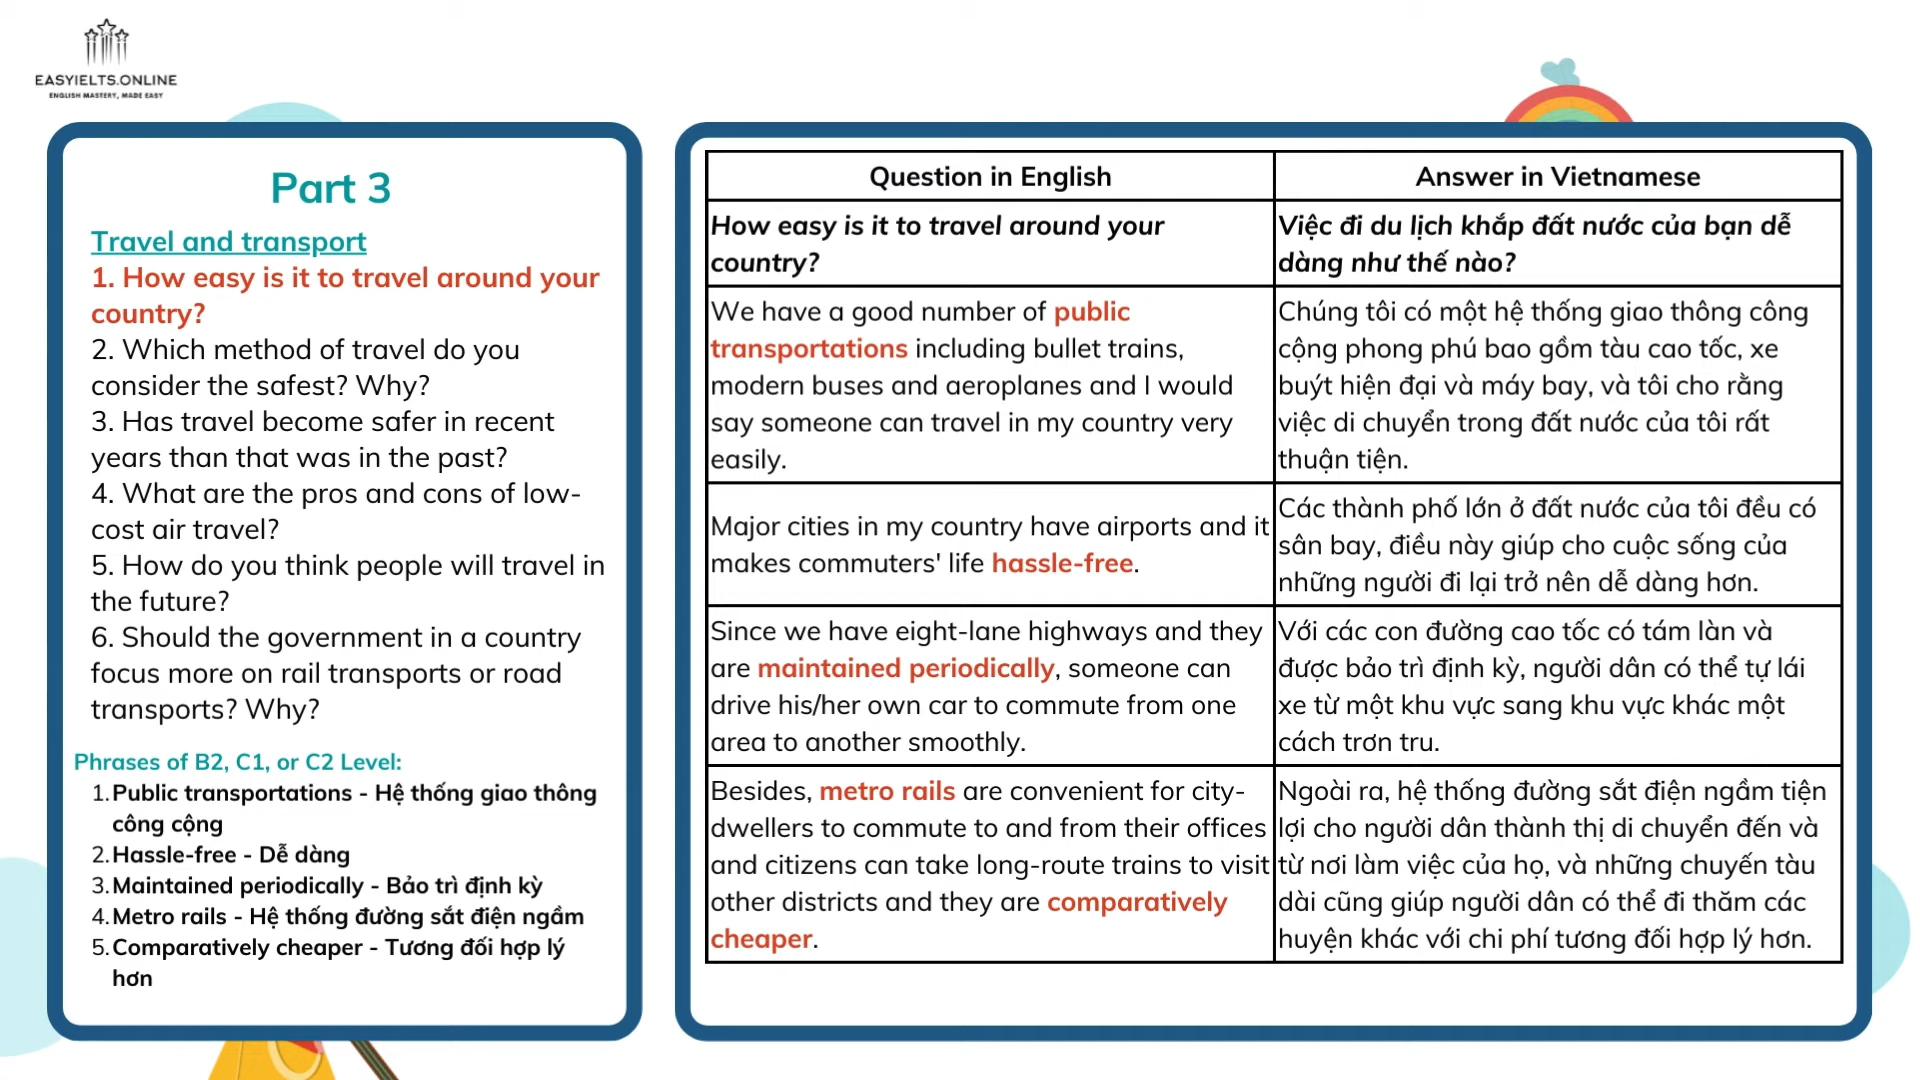 EASYIELTS.ONLINE
ENGLISH MASTERY, MADE EASY
Part 3
Travel and transport
1. How easy is it to travel around your
country?
2. Which method of travel do you
consider the safest? Why?
3. Has travel become safer in recent
years than that was in the past?
4. What are the pros and cons of low-
cost air travel?
5. How do you think people will travel in
the future?
6. Should the government in a country
focus more on rail transports or road
transports? Why?
Phrases of B2, C1, or C2 Level:
1. Public transportations - Hệ thống giao thông
công cộng
2. Hassle-free - Dễ dàng
3. Maintained periodically - Bảo trì định kỳ
4. Metro rails - Hệ thống đường sắt điện ngầm
5. Comparatively cheaper - Tương đối hợp lý
hơn
Question in English
Answer in Vietnamese
How easy is it to travel around your
country?
Việc đi du lịch khắp đất nước của bạn dễ
dàng như thế nào?
We have a good number of public
transportations including bullet trains,
modern buses and aeroplanes and I would
say someone can travel in my country very
easily.
Chúng tôi có một hệ thống giao thông công
cộng phong phú bao gồm tàu cao tốc, xe
buýt hiện đại và máy bay, và tôi cho rằng
việc di chuyển trong đất nước của tôi rất
thuận tiện.
Major cities in my country have airports and it
makes commuters' life hassle-free.
Các thành phố lớn ở đất nước của tôi đều có
sân bay, điều này giúp cho cuộc sống của
những người đi lại trở nên dễ dàng hơn.
Since we have eight-lane highways and they
are maintained periodically, someone can
drive his/her own car to commute from one
area to another smoothly.
Với các con đường cao tốc có tám làn và
được bảo trì định kỳ, người dân có thể tự lái
xe từ một khu vực sang khu vực khác một
cách trơn tru.
Besides, metro rails are convenient for city-
dwellers to commute to and from their offices
and citizens can take long-route trains to visit
other districts and they are comparatively
cheaper.
Ngoài ra, hệ thống đường sắt điện ngầm tiện
lợi cho người dân thành thị di chuyển đến và
từ nơi làm việc của họ, và những chuyến tàu
dài cũng giúp người dân có thể đi thăm các
huyện khác với chi phí tương đối hợp lý hơn.